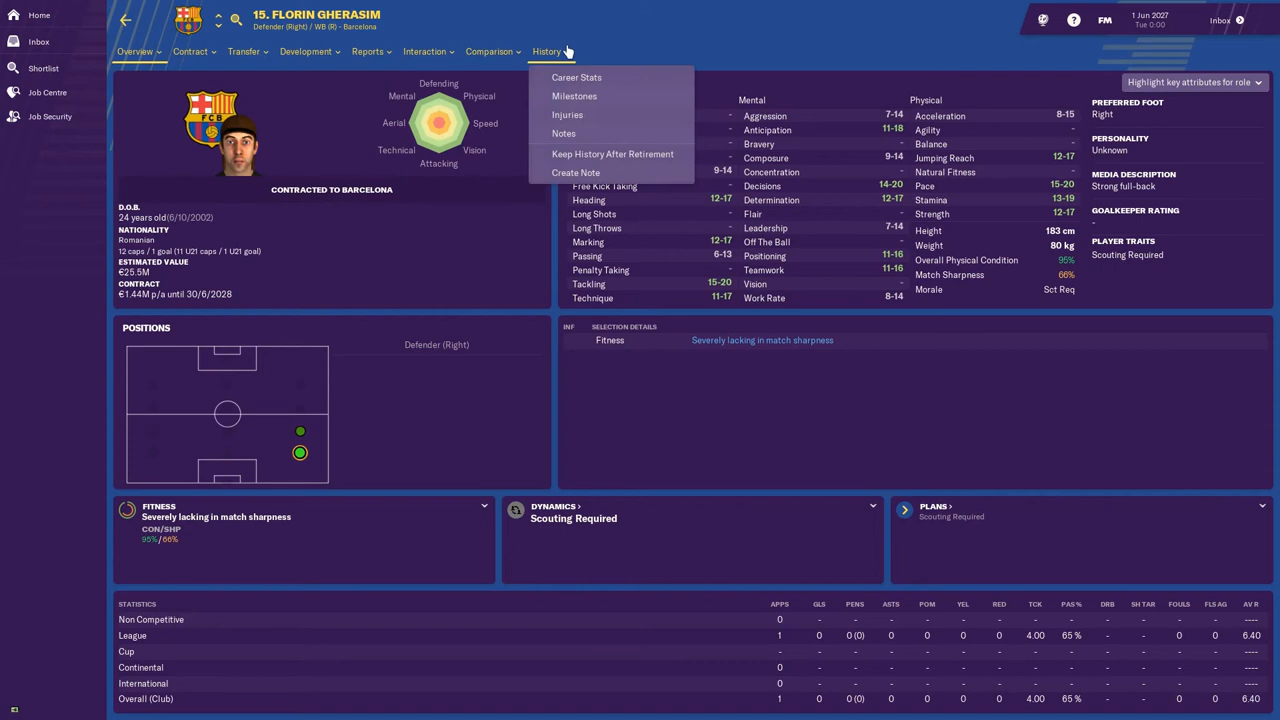 Home
Inbox
Shortlist
Job Centre
Job Security
15. FLORIN GHERASIM
Defender (Right) / WB (R) - Barcelona
FM
1 Jun 2027
Tue 0:00
Inbox
Overview
Contract
Transfer
Development
Reports
Interaction
Comparison
History
Career Stats
Milestones
Injuries
Notes
Keep History After Retirement
Create Note
Highlight key attributes for role
FCB
Defending
Mental
Physical
Aerial
Speed
Technical
Vision
Attacking
CONTRACTED TO BARCELONA
D.O.B.
24 years old (6/10/2002)
NATIONALITY
Romanian
12 caps / 1 goal (11 U21 caps / 1 U21 goal)
ESTIMATED VALUE
€25.5M
CONTRACT
€1.44M p/a until 30/6/2028
-
-
-
-
9-14
Free Kick Taking -
Heading 12-17
Long Shots -
Long Throws -
Marking 12-17
Passing 6-13
Penalty Taking -
Tackling 15-20
Technique 11-17
Mental
Aggression 7-14
Anticipation 11-18
Bravery -
Composure 9-14
Concentration -
Decisions 14-20
Determination 12-17
Flair -
Leadership 7-14
Off The Ball -
Positioning 11-16
Teamwork 11-16
Vision -
Work Rate 8-14
Physical
Acceleration 8-15
Agility -
Balance -
Jumping Reach 12-17
Natural Fitness -
Pace 15-20
Stamina 13-19
Strength 12-17
Height 183 cm
Weight 80 kg
Overall Physical Condition 95%
Match Sharpness 66%
Morale Sct Req
PREFERRED FOOT
Right
PERSONALITY
Unknown
MEDIA DESCRIPTION
Strong full-back
GOALKEEPER RATING
-
PLAYER TRAITS
Scouting Required
POSITIONS
Defender (Right)
INF SELECTION DETAILS
Fitness Severely lacking in match sharpness
FITNESS
Severely lacking in match sharpness
CON/SHP
95%/66%
DYNAMICS >
Scouting Required
PLANS >
Scouting Required
STATISTICS APPS GLS PENS ASTS POM YEL RED TCK PAS % DRB SH TAR FOULS FLS AG AV R
Non Competitive 0 - - - - - - - - - - - - ----
League 1 0 0 (0) 0 0 0 0 4.00 65 % - - 0 0 6.40
Cup - - - - - - - - - - - - - ----
Continental 0 - - - - - - - - - - - - ----
International 0 - - - - - - - - - - - - ----
Overall (Club) 1 0 0 (0) 0 0 0 0 4.00 65 % - - 0 0 6.40